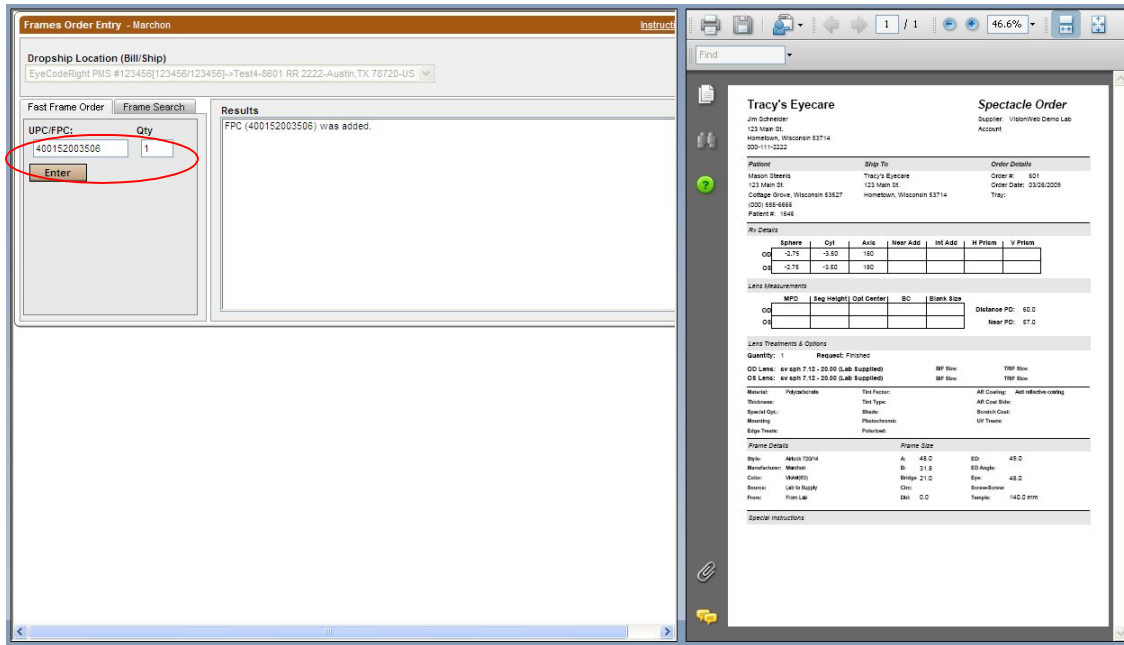 Frames Order Entry - Marchon Instructi
Dropship Location (Bill/Ship)
EyeCodeRight PMS #123456[123456/123456]->Test4-8601 RR 2222-Austin,TX 78720-US
Fast Frame Order Frame Search
UPC/FPC: Qty
400152003506 1
Enter
Results
FPC (400152003506) was added.
1 / 1 46.6%
Find
Tracy's Eyecare Spectacle Order
Jim Schneider Supplier: VisionWeb Demo Lab
123 Main St. Account
Hometown, Wisconsin 53714
000-111-2222
Patient Ship To Order Details
Mason Steenis Tracy's Eyecare Order #: 601
123 Main St. 123 Main St. Order Date: 03/26/2009
Cottage Grove, Wisconsin 53527 Hometown, Wisconsin 53714 Tray:
(000) 555-6666
Patient #: 1646
Rx Details
Sphere Cyl Axis Near Add Int Add H Prism V Prism
OD -2.75 -3.50 180
OS -2.75 -3.50 180
Lens Measurements
MPD Seg Height Opt Center BC Blank Size
OD Distance PD: 60.0
OS Near PD: 57.0
Lens Treatments & Options
Quantity: 1 Request: Finished
OD Lens: sv sph 7.12 - 20.00 (Lab Supplied) BIF Size: TRIF Size:
OS Lens: sv sph 7.12 - 20.00 (Lab Supplied) BIF Size: TRIF Size:
Material: Polycarbonate Tint Factor: AR Coating: Anti reflective coating
Thickness: Tint Type: AR Coat Side:
Special Opt.: Shade: Scratch Coat:
Mounting Photochromic UV Treats:
Edge Treats: Polarized:
Frame Details Frame Size
Style: Airlock 720/14 A: 48.0 ED: 49.0
Manufacturer: Marchon B: 31.8 ED Angle:
Color: Violet(60) Bridge 21.0 Eye: 48.0
Source: Lab to Supply Circ: Screw-Screw:
From: From Lab Dbl: 0.0 Temple: 140.0 mm
Special Instructions